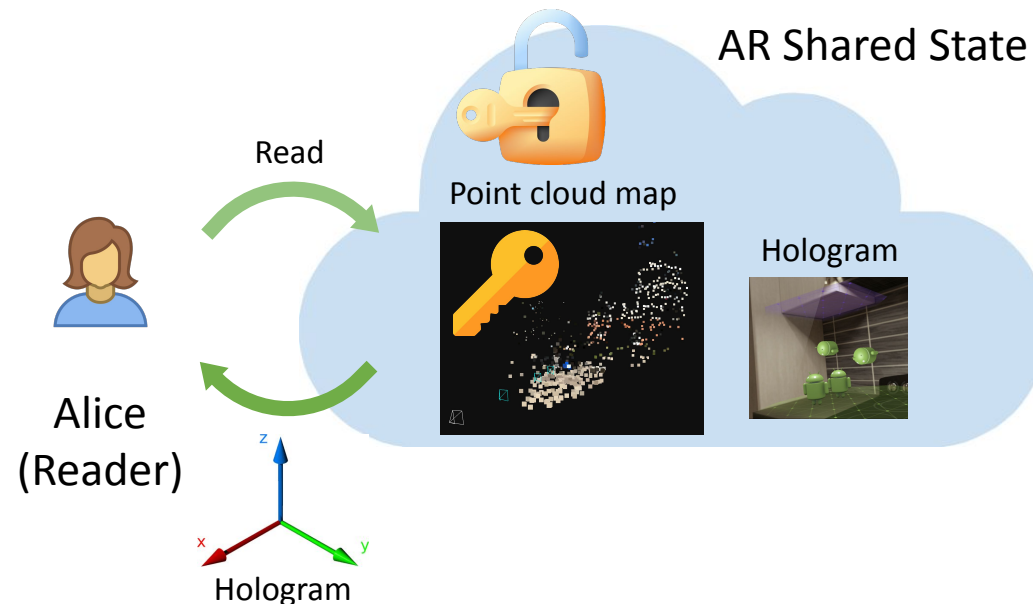 AR Shared State
Read
Point cloud map
Hologram
Alice
(Reader)
z
x
y
Hologram